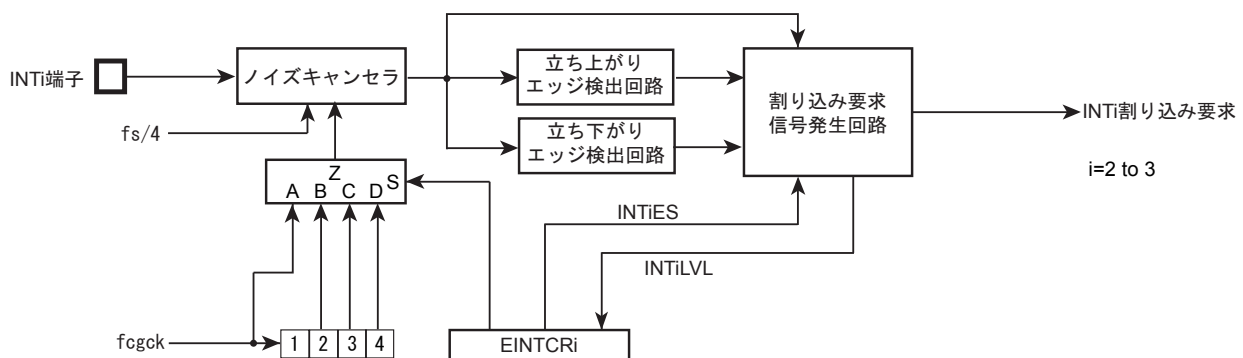 INTi端子
ノイズキャンセラ
立ち上がり
エッジ検出回路
立ち下がり
エッジ検出回路
割り込み要求
信号発生回路
INTi割り込み要求
i=2 to 3
fs/4
Z
A B C D S
INTiES
INTiLVL
fcgck
1 2 3 4
EINTCRi